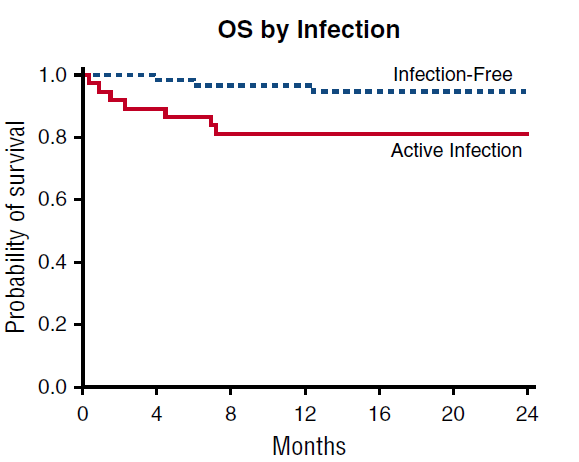 OS by Infection
1.0
0.8
0.6
0.4
0.2
0.0
Probability of survival
Infection-Free
Active Infection
0 4 8 12 16 20 24
Months